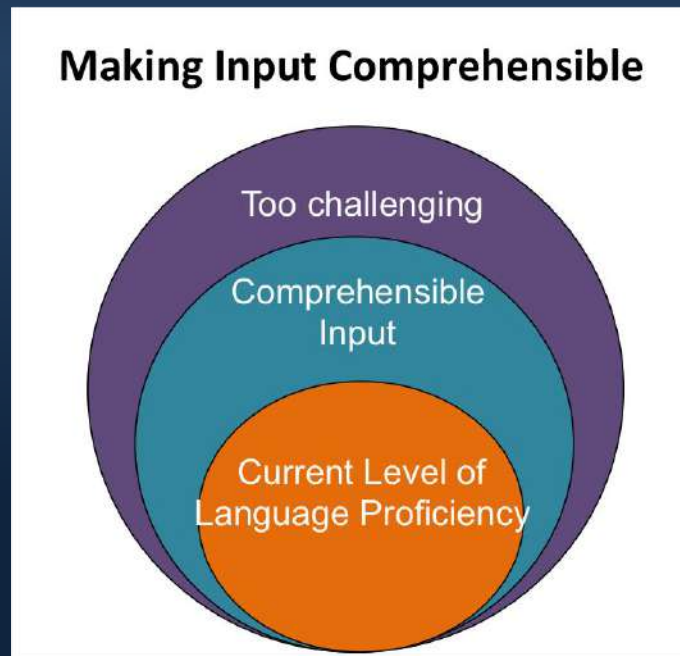 Making Input Comprehensible
Too challenging
Comprehensible
Input
Current Level of
Language Proficiency